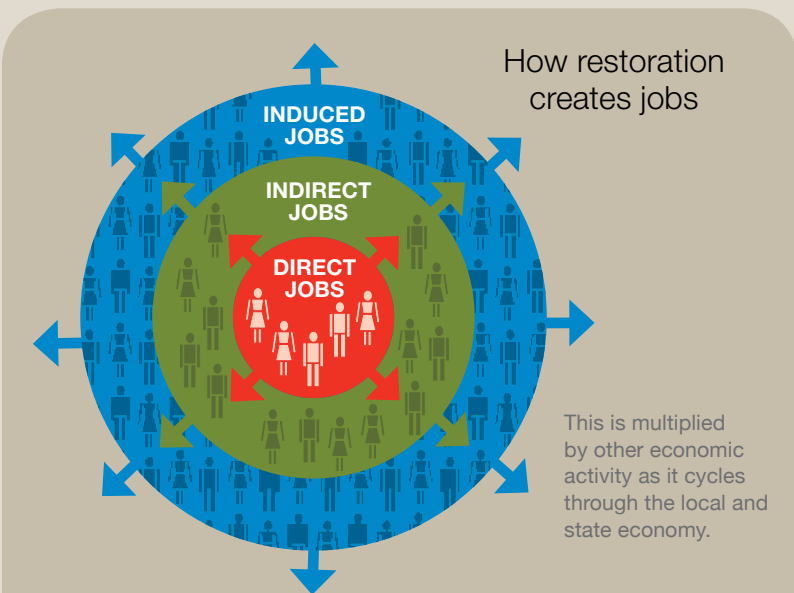 How restoration
creates jobs
INDUCED
JOBS
INDIRECT
JOBS
DIRECT
JOBS
This is multiplied
by other economic
activity as it cycles
through the local and
state economy.